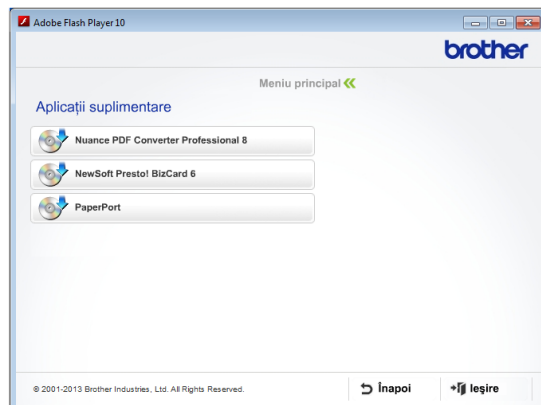 Adobe Flash Player 10
brother
Meniu principal
Aplicații suplimentare
Nuance PDF Converter Professional 8
NewSoft Presto! BizCard 6
PaperPort
© 2001-2013 Brother Industries, Ltd. All Rights Reserved.
Înapoi
Ieșire